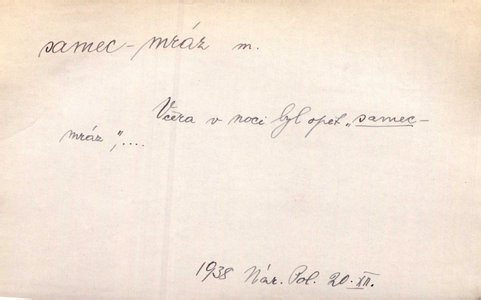 samec-mráz m.
Včera v noci byl opět „samec-
mráz",....
1938 Nár. Pol. 20.XII.